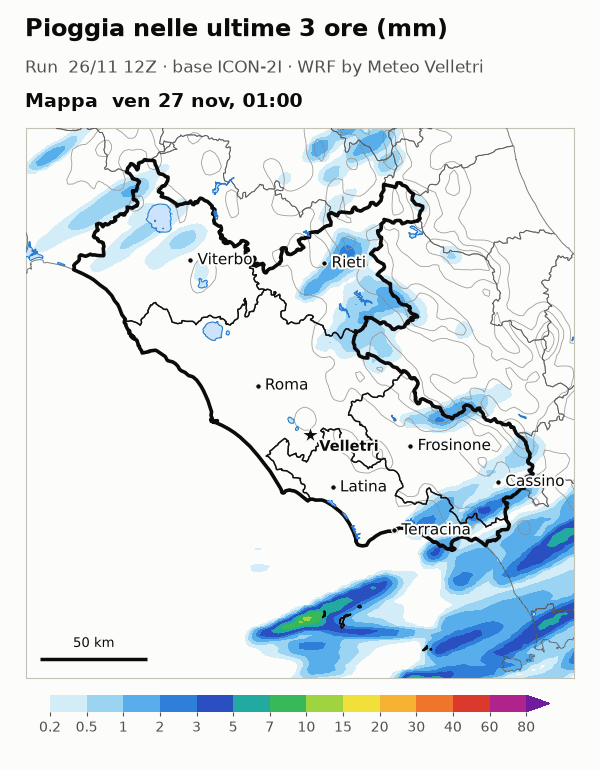 Pioggia nelle ultime 3 ore (mm)
Run  26/11 12Z · base ICON-2I · WRF by Meteo Velletri
Mappa  ven 27 nov, 01:00
Viterbo
Rieti
Roma
Velletri
Frosinone
Latina
Cassino
Terracina
50 km
0.2 0.5 1 2 3 5 7 10 15 20 30 40 60 80